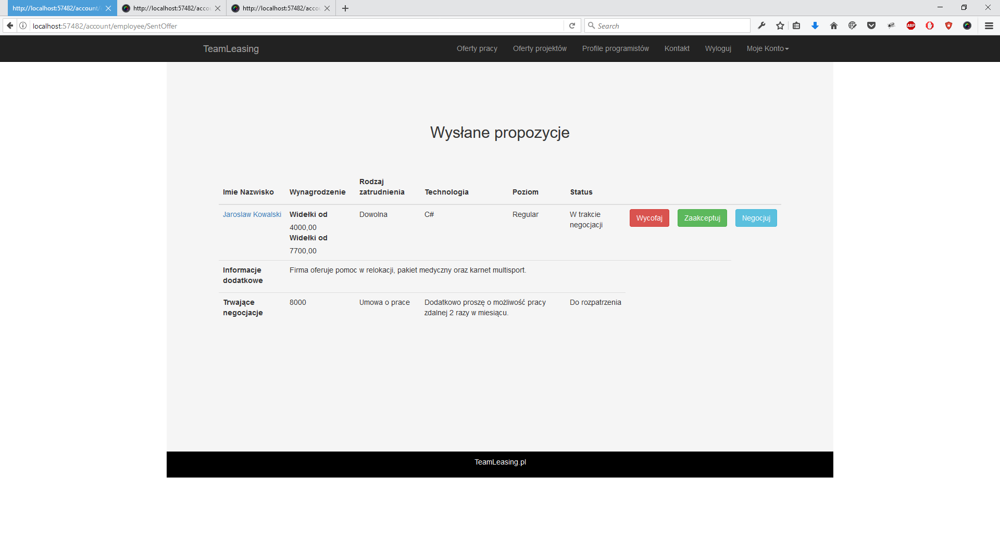 http://localhost:57482/account/
http://localhost:57482/accou
http://localhost:57482/accou
localhost:57482/account/employee/SentOffer
Search
ABP
TeamLeasing
Oferty pracy
Oferty projektów
Profile programistów
Kontakt
Wyloguj
Moje Konto
Wysłane propozycje
Imie Nazwisko
Wynagrodzenie
Rodzaj
zatrudnienia
Technologia
Poziom
Status
Jaroslaw Kowalski
Widełki od
4000,00
Widełki od
7700,00
Dowolna
C#
Regular
W trakcie
negocjacji
Wycofaj
Zaakceptuj
Negocjuj
Informacje
dodatkowe
Firma oferuje pomoc w relokacji, pakiet medyczny oraz karnet multisport.
Trwające
negocjacje
8000
Umowa o prace
Dodatkowo proszę o możliwość pracy
zdalnej 2 razy w miesiącu.
Do rozpatrzenia
TeamLeasing.pl